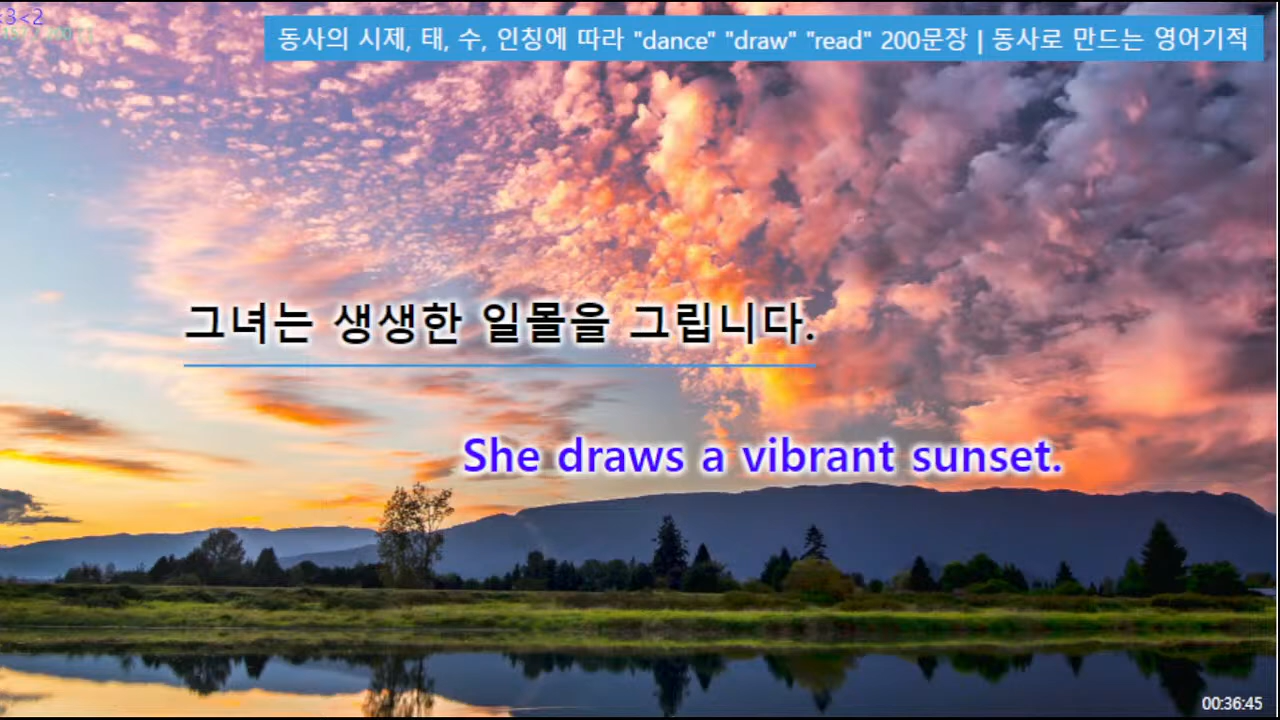 :3<2
동사의 시제, 태, 수, 인칭에 따라 "dance" "draw" "read" 200문장 | 동사로 만드는 영어기적
그녀는 생생한 일몰을 그립니다.
She draws a vibrant sunset.
00:36:45